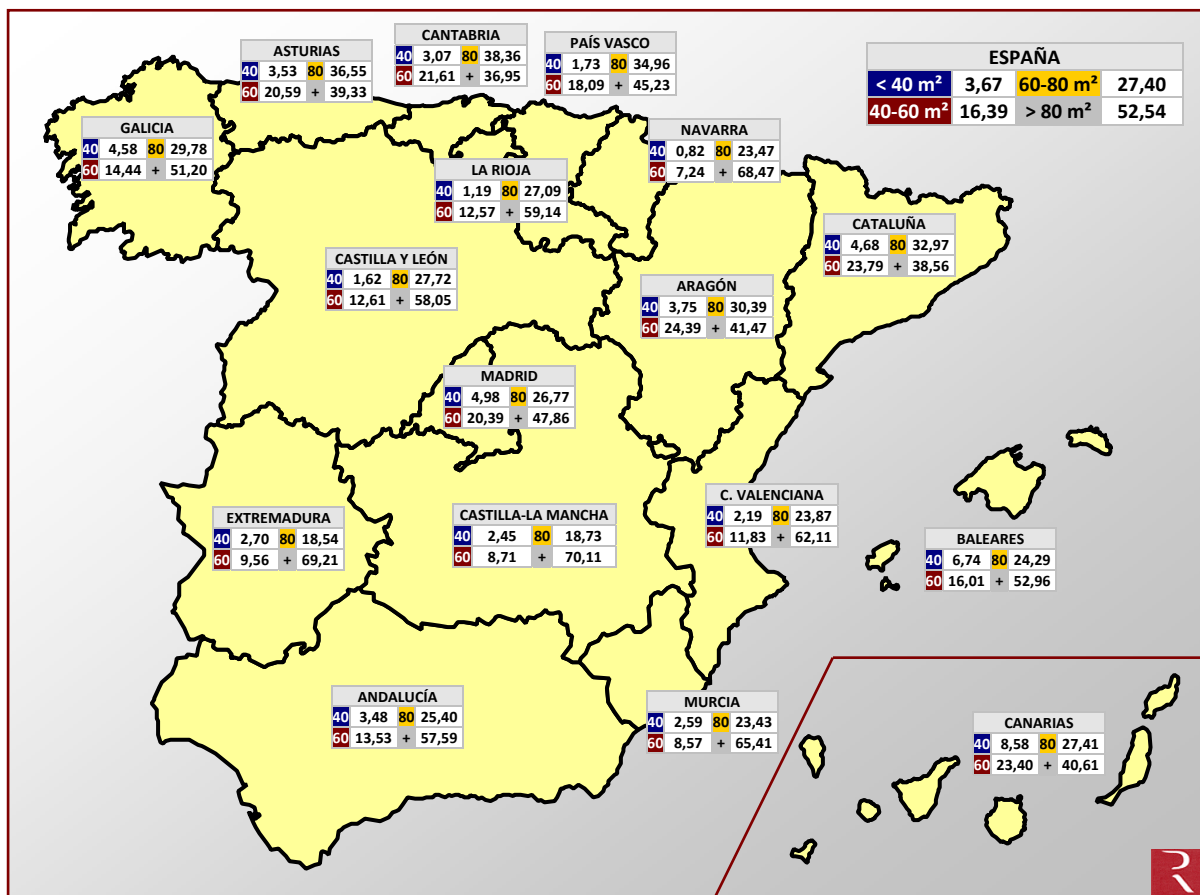 ESPAÑA
< 40 m² 3,67 60-80 m² 27,40
40-60 m² 16,39 > 80 m² 52,54
CANTABRIA
40 3,07 80 38,36
60 21,61 + 36,95
PAÍS VASCO
40 1,73 80 34,96
60 18,09 + 45,23
ASTURIAS
40 3,53 80 36,55
60 20,59 + 39,33
GALICIA
40 4,58 80 29,78
60 14,44 + 51,20
NAVARRA
40 0,82 80 23,47
60 7,24 + 68,47
LA RIOJA
40 1,19 80 27,09
60 12,57 + 59,14
CATALUÑA
40 4,68 80 32,97
60 23,79 + 38,56
CASTILLA Y LEÓN
40 1,62 80 27,72
60 12,61 + 58,05
ARAGÓN
40 3,75 80 30,39
60 24,39 + 41,47
MADRID
40 4,98 80 26,77
60 20,39 + 47,86
C. VALENCIANA
40 2,19 80 23,87
60 11,83 + 62,11
CASTILLA-LA MANCHA
40 2,45 80 18,73
60 8,71 + 70,11
EXTREMADURA
40 2,70 80 18,54
60 9,56 + 69,21
BALEARES
40 6,74 80 24,29
60 16,01 + 52,96
ANDALUCÍA
40 3,48 80 25,40
60 13,53 + 57,59
MURCIA
40 2,59 80 23,43
60 8,57 + 65,41
CANARIAS
40 8,58 80 27,41
60 23,40 + 40,61
R